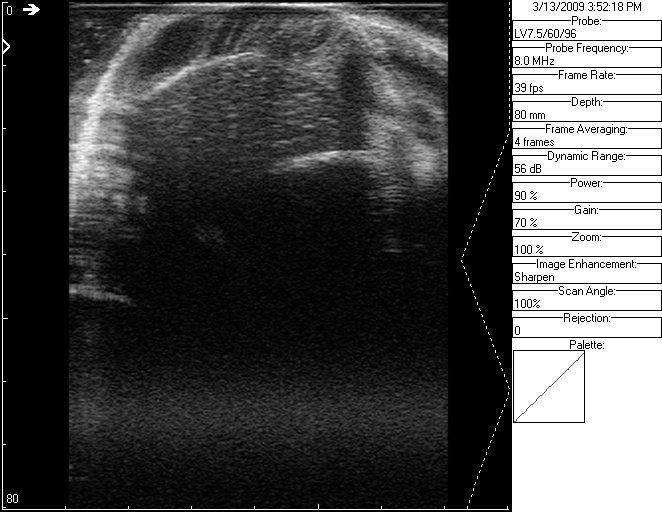 0
80
3/13/2009 3:52:18 PM
Probe:
LV7.5/60/96
Probe Frequency:
8.0 MHz
Frame Rate:
39 fps
Depth:
80 mm
Frame Averaging:
4 frames
Dynamic Range:
56 dB
Power:
90 %
Gain:
70 %
Zoom:
100 %
Image Enhancement:
Sharpen
Scan Angle:
100%
Rejection:
0
Palette: